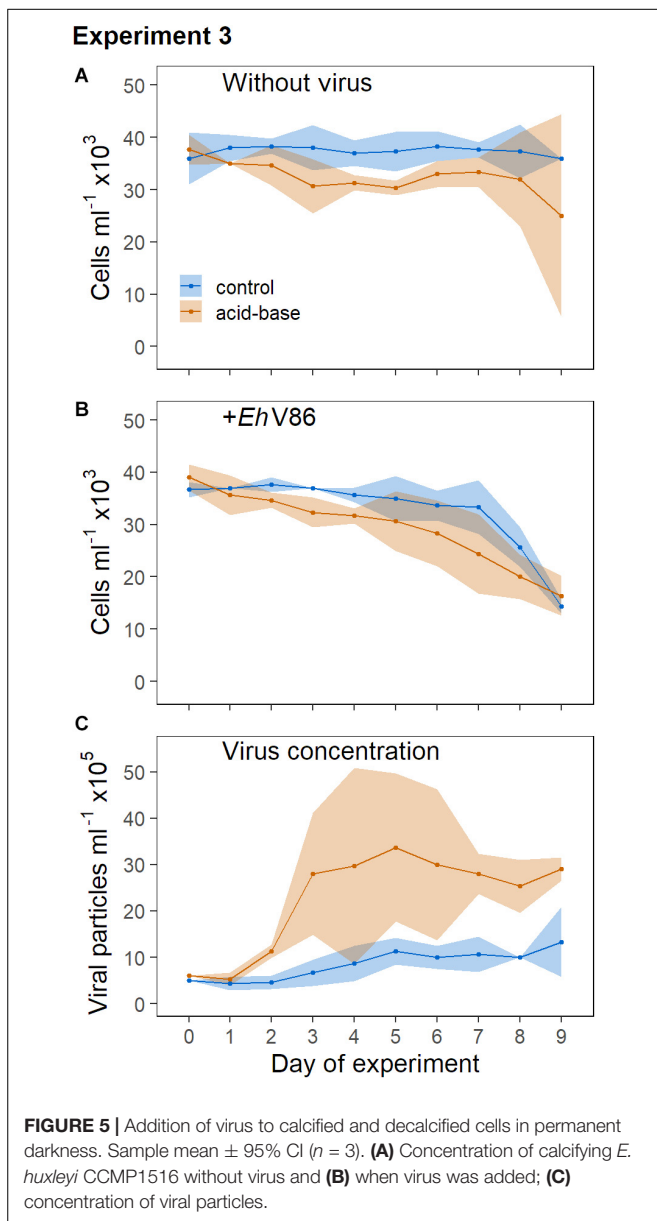 Experiment 3
A
Without virus
50
40
30
20
10
0
Cells ml⁻¹ x10³
control
acid-base
B
+EhV86
50
40
30
20
10
0
Cells ml⁻¹ x10³
C
Virus concentration
50
40
30
20
10
0
Viral particles ml⁻¹ x10⁵
0 1 2 3 4 5 6 7 8 9
Day of experiment
FIGURE 5 | Addition of virus to calcified and decalcified cells in permanent
darkness. Sample mean ± 95% CI (n = 3). (A) Concentration of calcifying E.
huxleyi CCMP1516 without virus and (B) when virus was added; (C)
concentration of viral particles.